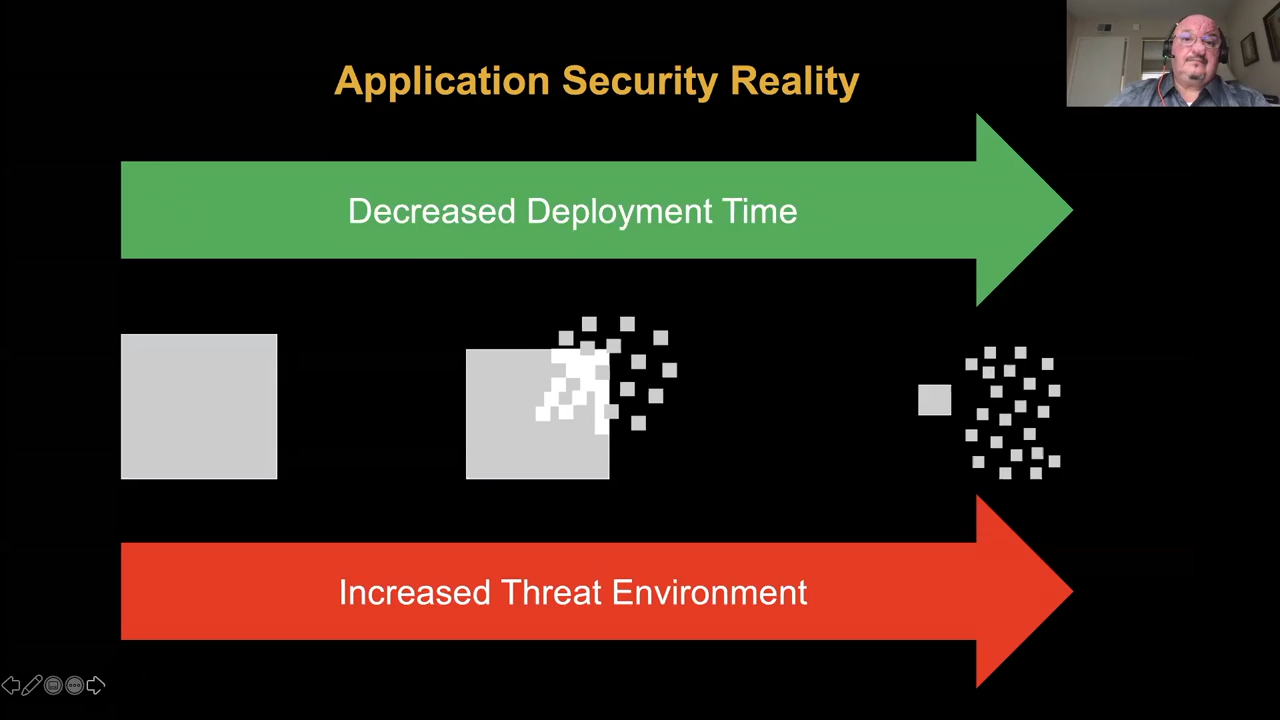 Application Security Reality
Decreased Deployment Time
Increased Threat Environment